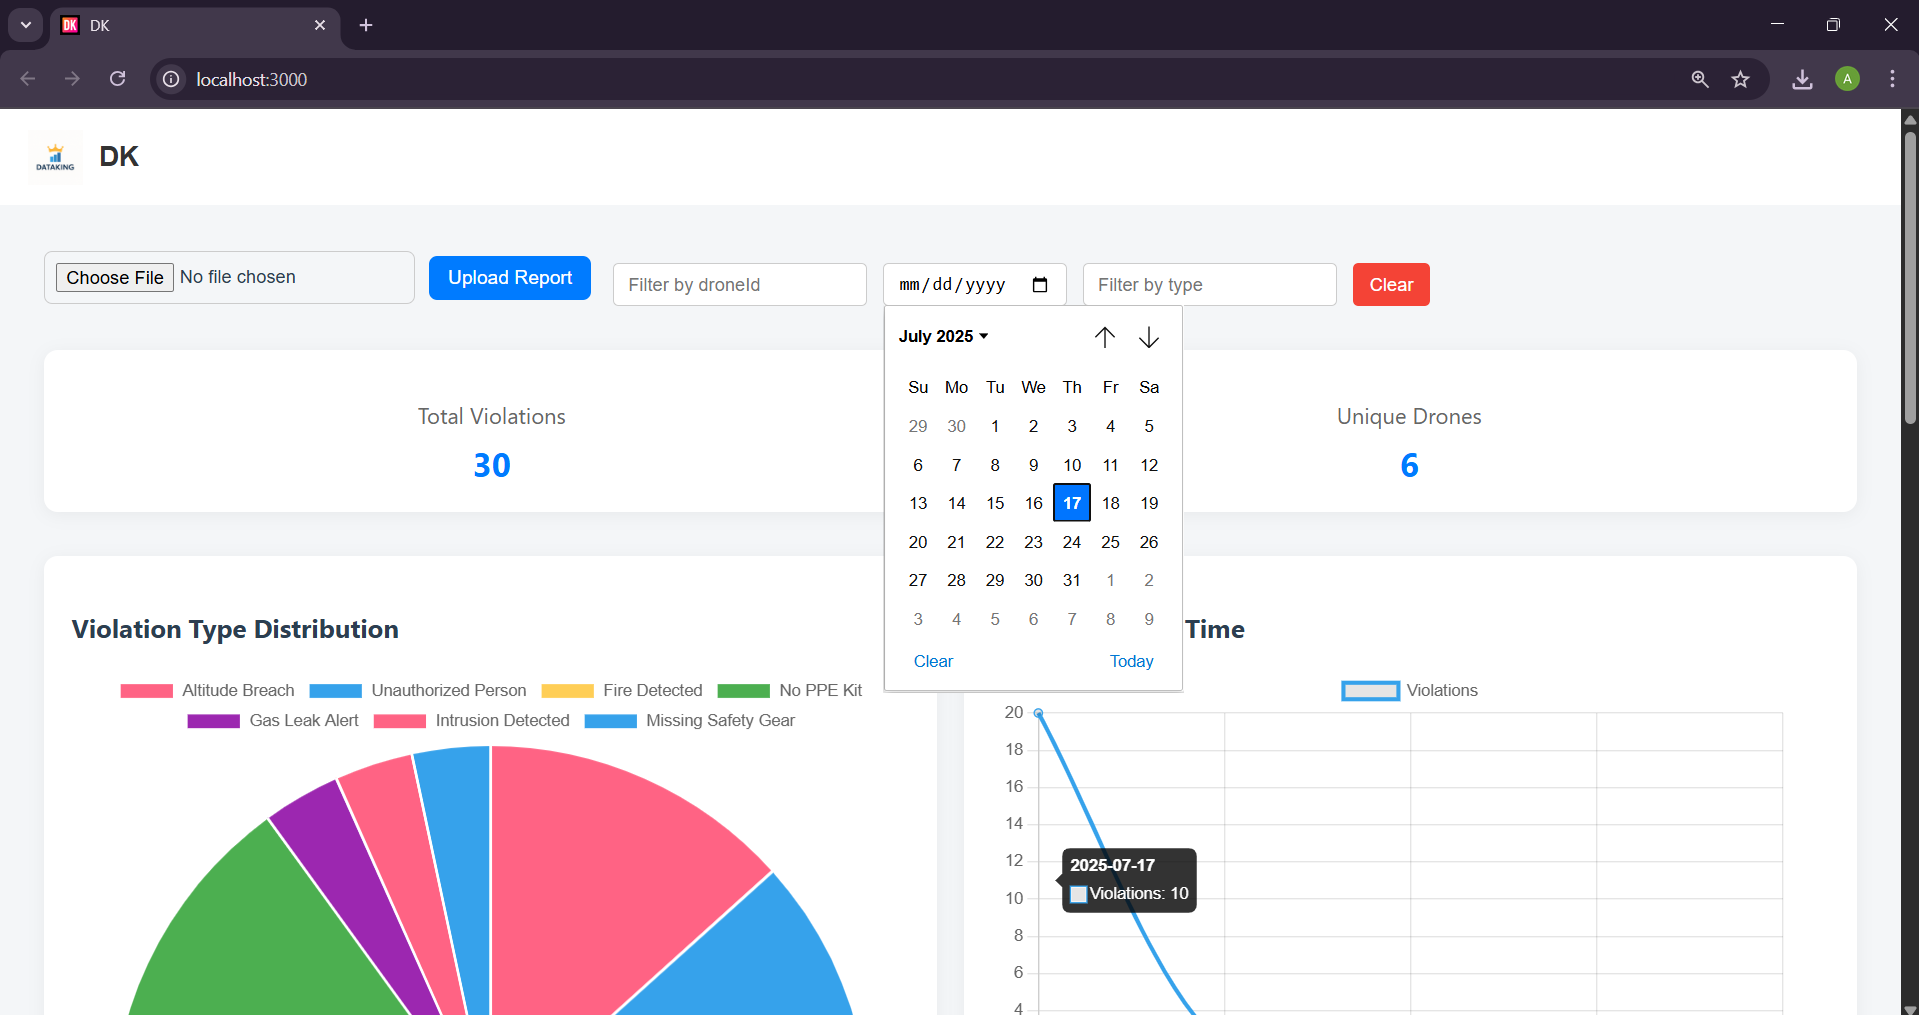 DK
localhost:3000
A
DATAKING
DK
Choose File No file chosen
Upload Report
Filter by droneId
mm/dd/yyyy
Filter by type
Clear
July 2025
Su Mo Tu We Th Fr Sa
29 30 1 2 3 4 5
6 7 8 9 10 11 12
13 14 15 16 17 18 19
20 21 22 23 24 25 26
27 28 29 30 31 1 2
3 4 5 6 7 8 9
Clear Today
Total Violations
30
Unique Drones
6
Violation Type Distribution
Altitude Breach Unauthorized Person Fire Detected No PPE Kit
Gas Leak Alert Intrusion Detected Missing Safety Gear
Time
Violations
20
18
16
14
12
10
8
6
4
2025-07-17
Violations: 10